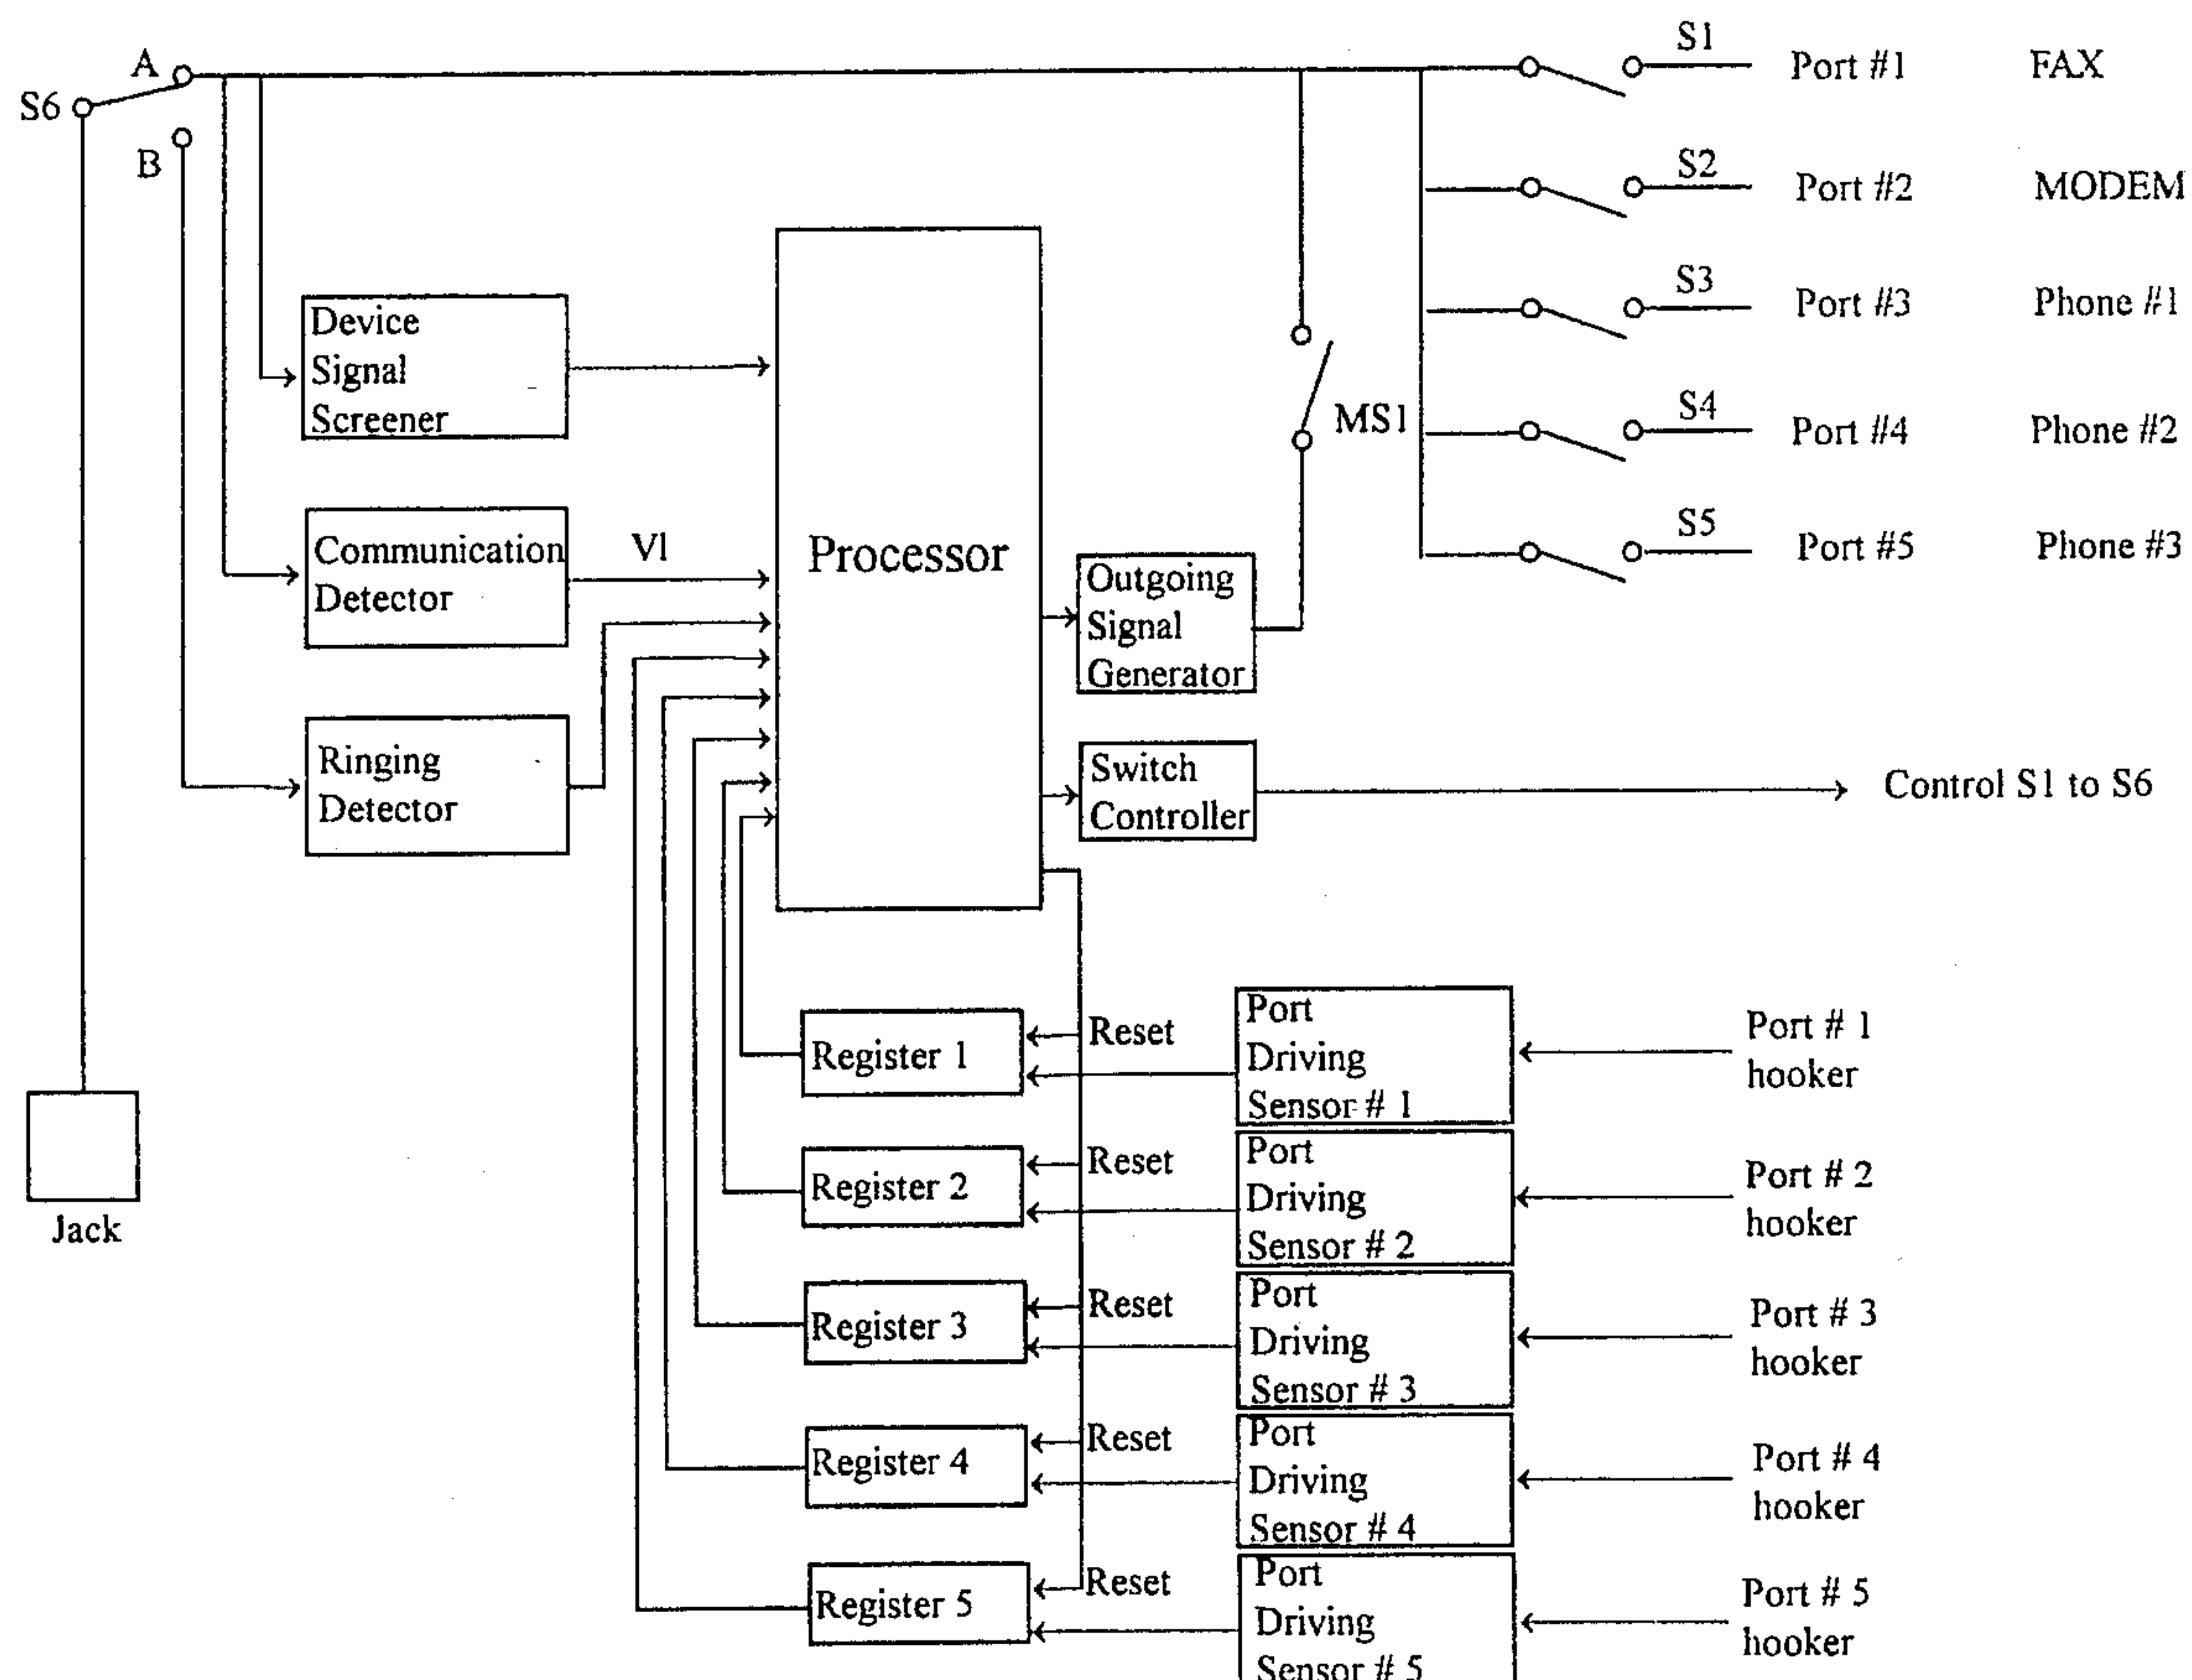 A
S6
B
S1
Port #1 FAX
S2
Port #2 MODEM
S3
Port #3 Phone #1
S4
Port #4 Phone #2
S5
Port #5 Phone #3
MS1
Device
Signal
Screener
Communication
Detector
V1
Ringing
Detector
Processor
Outgoing
Signal
Generator
Switch
Controller
Control S1 to S6
Jack
Register 1
Reset
Port
Driving
Sensor # 1
Port # 1
hooker
Register 2
Reset
Port
Driving
Sensor # 2
Port # 2
hooker
Register 3
Reset
Port
Driving
Sensor # 3
Port # 3
hooker
Register 4
Reset
Port
Driving
Sensor # 4
Port # 4
hooker
Register 5
Reset
Port
Driving
Sensor # 5
Port # 5
hooker